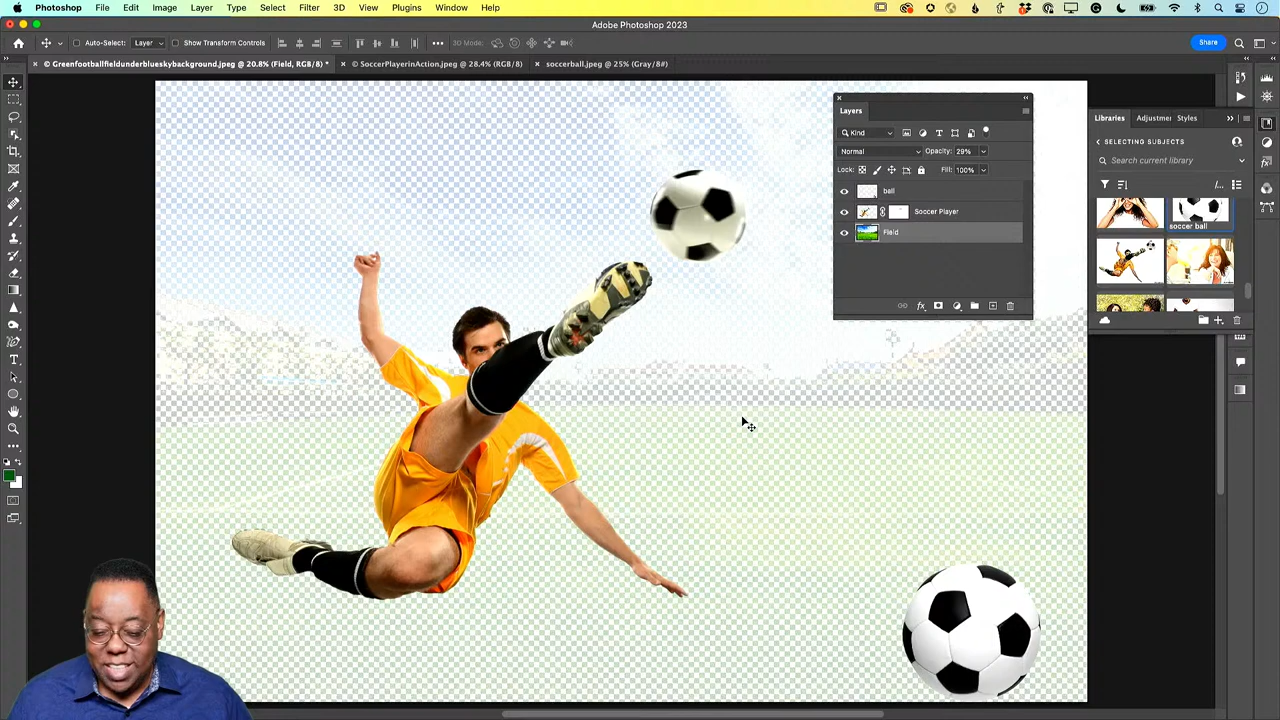 Photoshop File Edit Image Layer Type Select Filter 3D View Plugins Window Help
Adobe Photoshop 2023
Auto-Select: Layer Show Transform Controls ••• 3D Mode: Share
× © Greenfootballfieldunderblueskybackground.jpeg @ 20.8% (Field, RGB/8) * × © SoccerPlayerinAction.jpeg @ 28.4% (RGB/8) × soccerball.jpeg @ 25% (Gray/8#)
Layers
Kind
Normal Opacity: 29%
Lock: Fill: 100%
ball
Soccer Player
Field
Libraries Adjustmer Styles
SELECTING SUBJECTS
Search current library
soccer ball